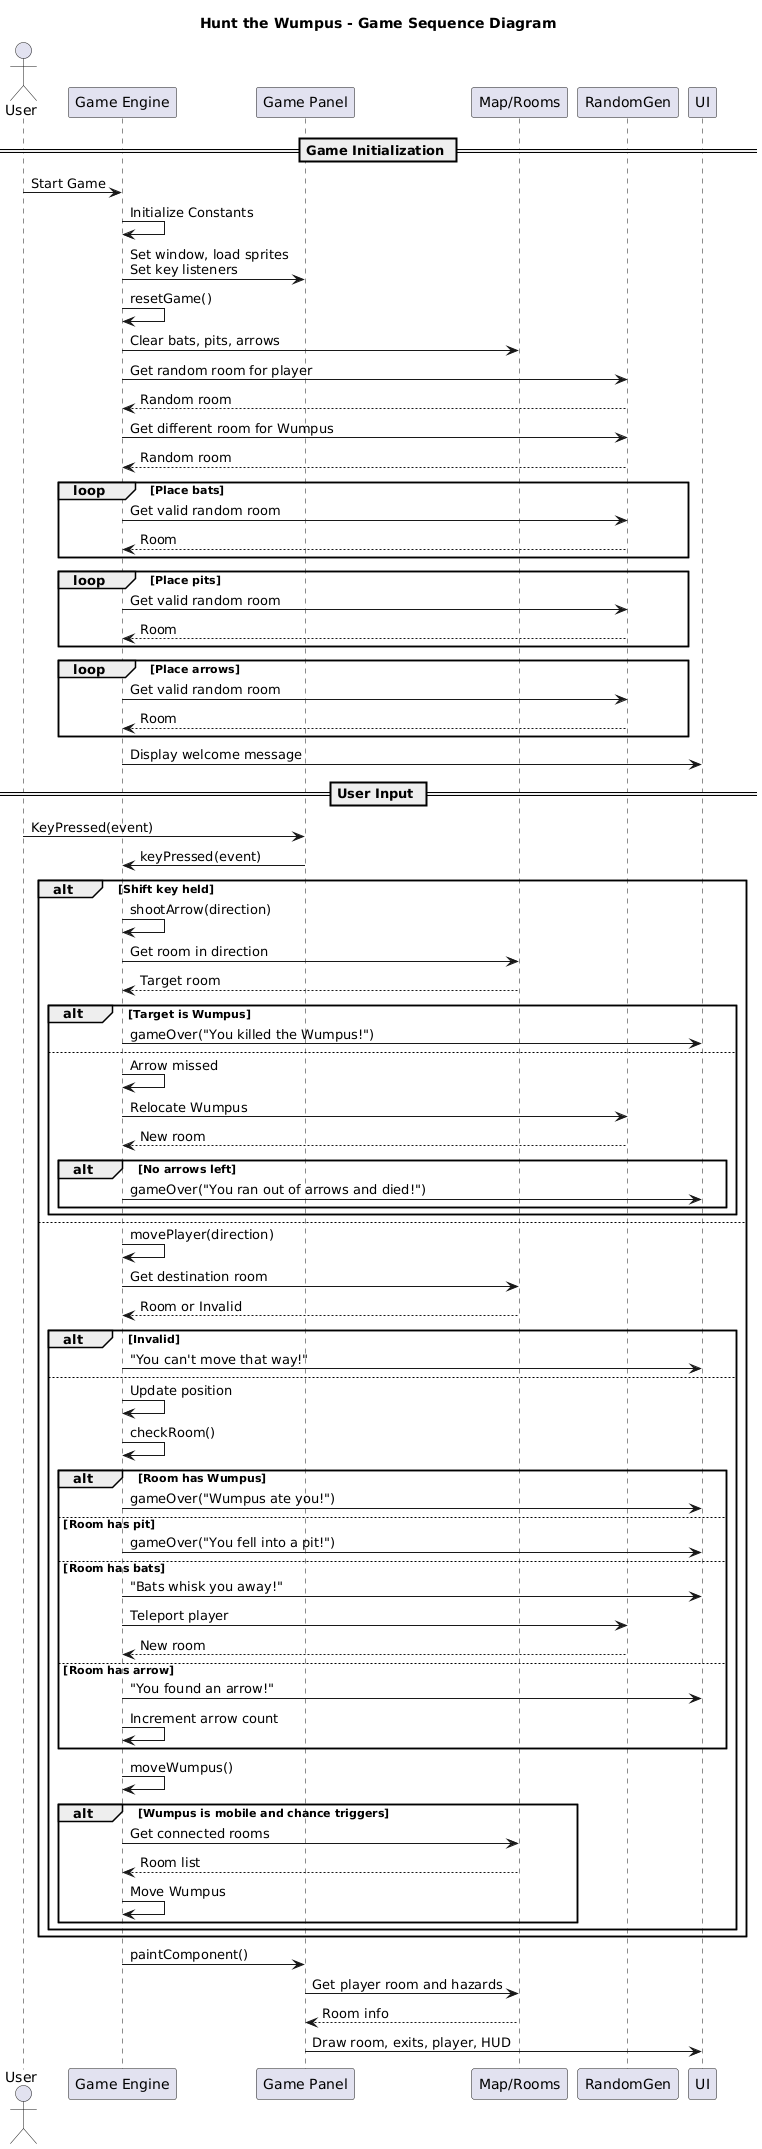 Hunt the Wumpus - Game Sequence Diagram
User
Game Engine
Game Panel
Map/Rooms
RandomGen
UI
Game Initialization
Start Game
Initialize Constants
Set window, load sprites
Set key listeners
resetGame()
Clear bats, pits, arrows
Get random room for player
Random room
Get different room for Wumpus
Random room
loop [Place bats]
Get valid random room
Room
loop [Place pits]
Get valid random room
Room
loop [Place arrows]
Get valid random room
Room
Display welcome message
User Input
KeyPressed(event)
keyPressed(event)
alt [Shift key held]
shootArrow(direction)
Get room in direction
Target room
alt [Target is Wumpus]
gameOver("You killed the Wumpus!")
Arrow missed
Relocate Wumpus
New room
alt [No arrows left]
gameOver("You ran out of arrows and died!")
movePlayer(direction)
Get destination room
Room or Invalid
alt [Invalid]
"You can't move that way!"
Update position
checkRoom()
alt [Room has Wumpus]
gameOver("Wumpus ate you!")
[Room has pit]
gameOver("You fell into a pit!")
[Room has bats]
"Bats whisk you away!"
Teleport player
New room
[Room has arrow]
"You found an arrow!"
Increment arrow count
moveWumpus()
alt [Wumpus is mobile and chance triggers]
Get connected rooms
Room list
Move Wumpus
paintComponent()
Get player room and hazards
Room info
Draw room, exits, player, HUD
User
Game Engine
Game Panel
Map/Rooms
RandomGen
UI